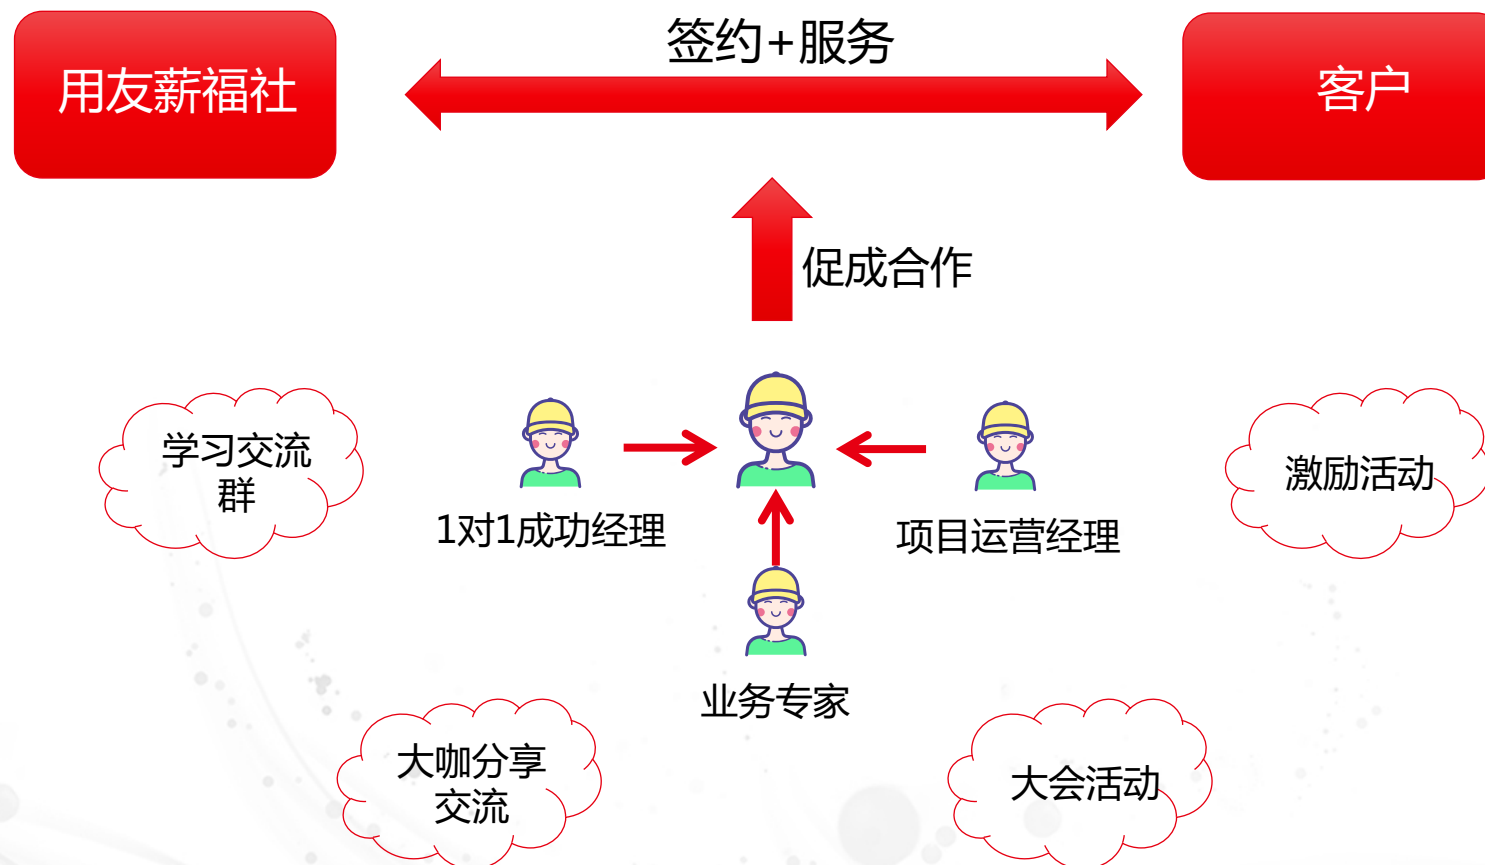 签约+服务
用友薪福社
客户
促成合作
学习交流
群
激励活动
1对1成功经理
项目运营经理
业务专家
大咖分享
交流
大会活动